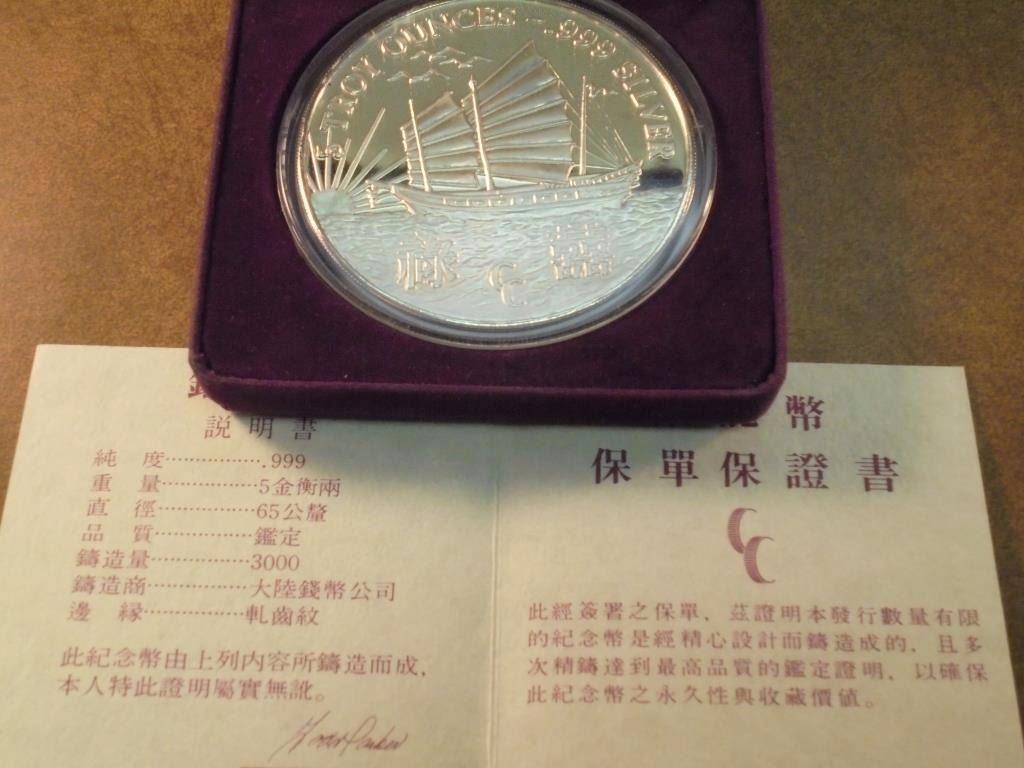 5 TROY OUNCES - .999 SILVER
CC
説明書
純度................999
重量................5金衡兩
直徑................65公釐
品質................鑑定
鑄造量................3000
鑄造商................大陸錢幣公司
邊緣................軋齒紋
此紀念幣由上列內容所鑄造而成，
本人特此證明屬實無訛。
幣
保單保證書
CC
此經簽署之保單，茲證明本發行數量有限
的紀念幣是經精心設計而鑄造成的，且多
次精鑄達到最高品質的鑑定證明，以確保
此紀念幣之永久性與收藏價値。